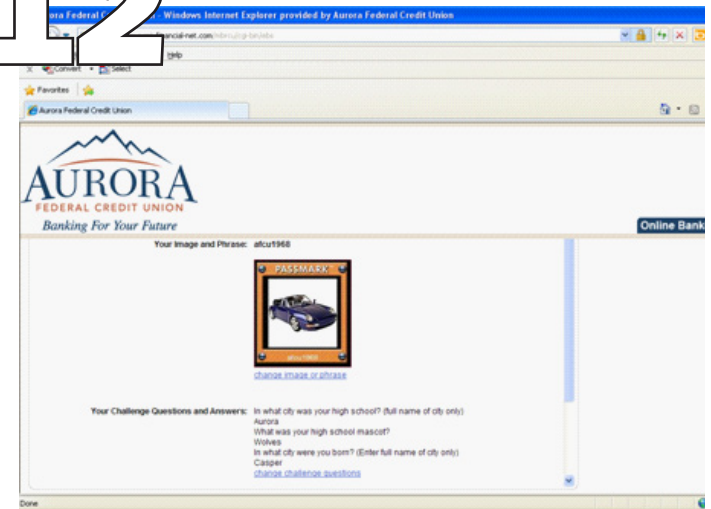 12
ora Federal C - Windows Internet Explorer provided by Aurora Federal Credit Union
financial-net.com
Help
x Convert Select
Favorites
Aurora Federal Credit Union
AURORA
FEDERAL CREDIT UNION
Banking For Your Future
Online Bank
Your Image and Phrase: afcu1968
PASSMARK
afcu1968
change image or phrase
Your Challenge Questions and Answers: In what city was your high school? (full name of city only)
Aurora
What was your high school mascot?
Wolves
In what city were you born? (Enter full name of city only)
Casper
change challenge questions
Done